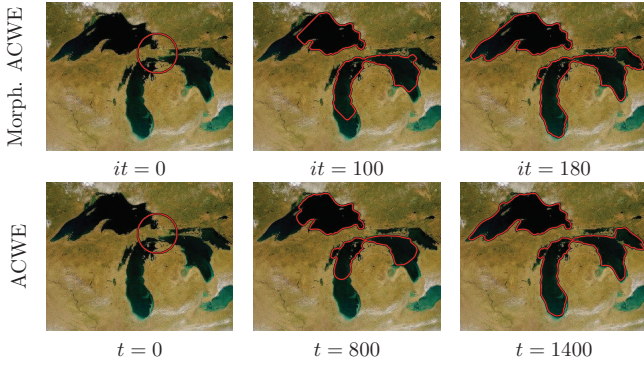 Morph. ACWE
it = 0
it = 100
it = 180
ACWE
t = 0
t = 800
t = 1400